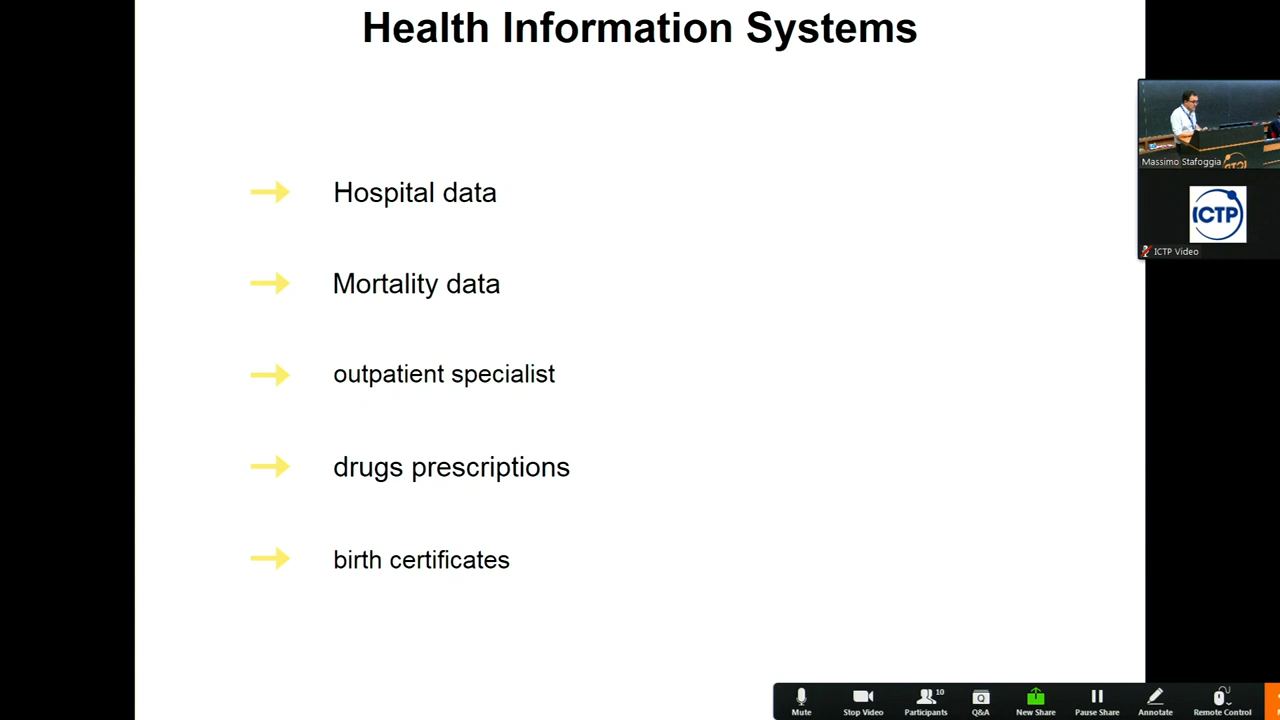 Health Information Systems
Hospital data
Mortality data
outpatient specialist
drugs prescriptions
birth certificates
Massimo Stafoggia
ICTP
ICTP Video
Mute
Stop Video
Participants
10
Q&A
New Share
Pause Share
Annotate
Remote Control